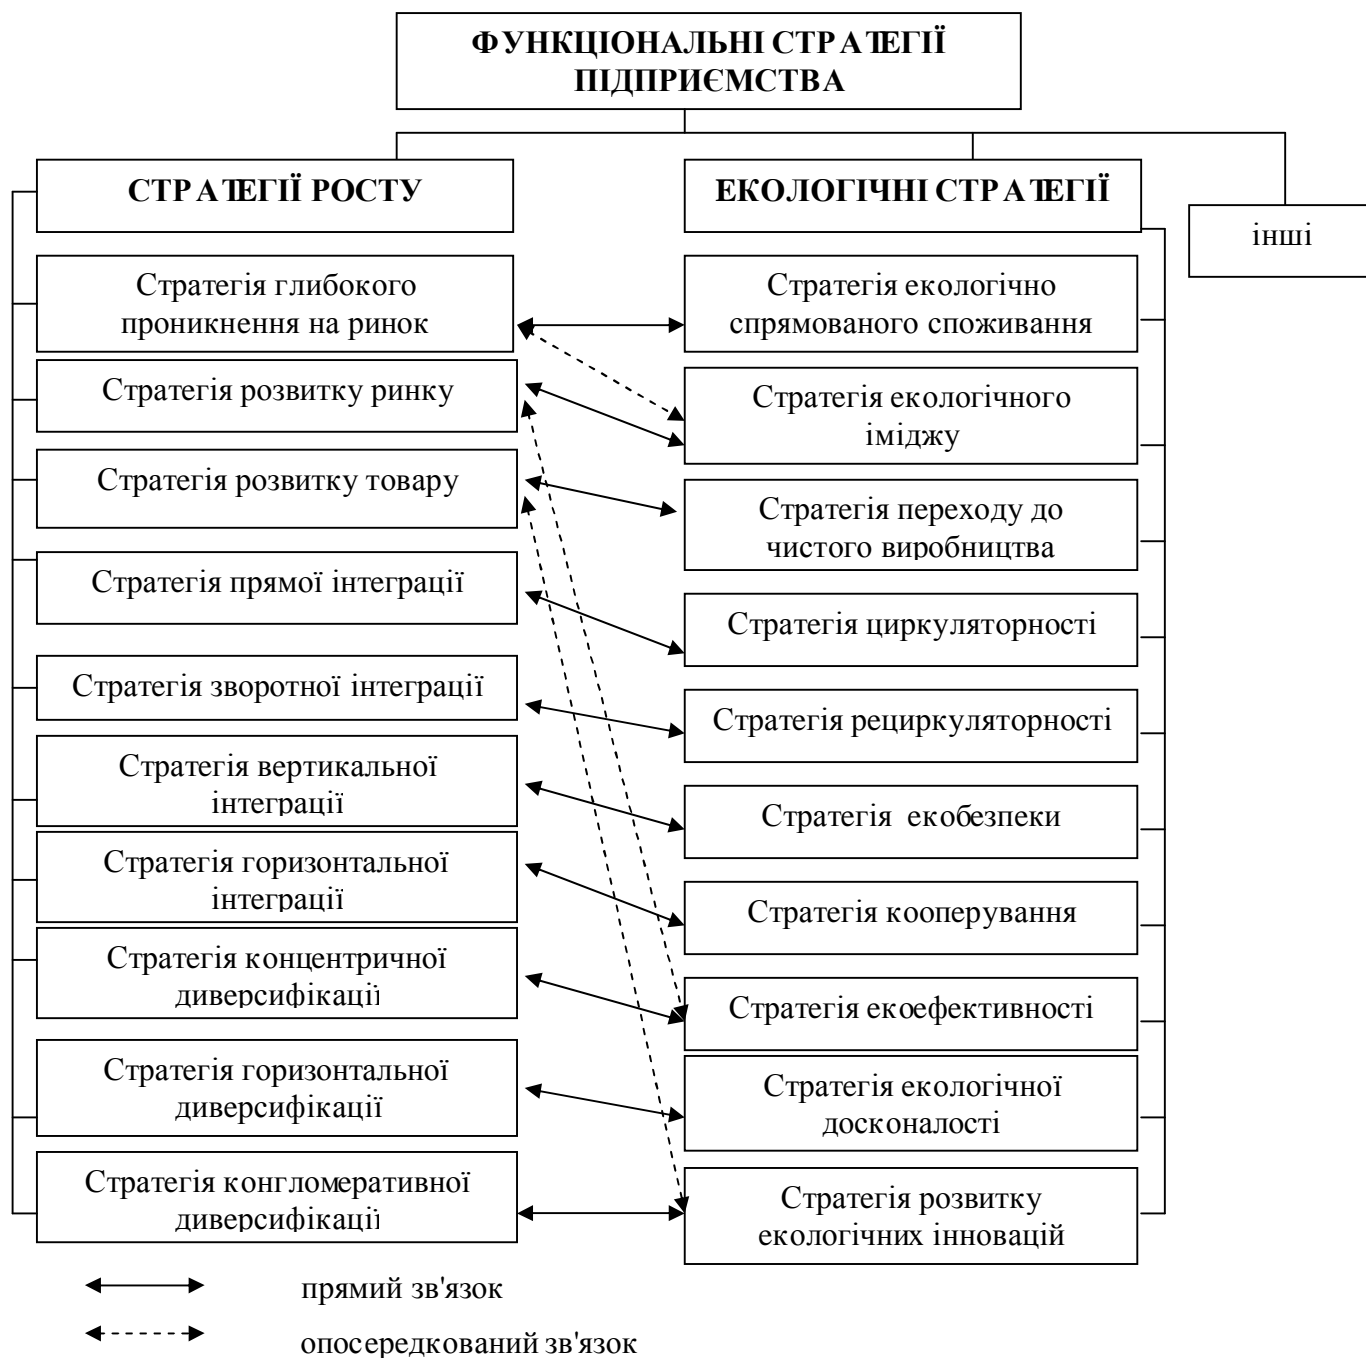 ФУНКЦІОНАЛЬНІ СТРАТЕГІЇ
ПІДПРИЄМСТВА
СТРАТЕГІЇ РОСТУ
ЕКОЛОГІЧНІ СТРАТЕГІЇ
інші
Стратегія глибокого
проникнення на ринок
Стратегія розвитку ринку
Стратегія розвитку товару
Стратегія прямої інтеграції
Стратегія зворотної інтеграції
Стратегія вертикальної
інтеграції
Стратегія горизонтальної
інтеграції
Стратегія концентричної
диверсифікації
Стратегія горизонтальної
диверсифікації
Стратегія конгломеративної
диверсифікації
Стратегія екологічно
спрямованого споживання
Стратегія екологічного
іміджу
Стратегія переходу до
чистого виробництва
Стратегія циркуляторності
Стратегія рециркуляторності
Стратегія екобезпеки
Стратегія кооперування
Стратегія екоефективності
Стратегія екологічної
досконалості
Стратегія розвитку
екологічних інновацій
прямий зв'язок
опосередкований зв'язок